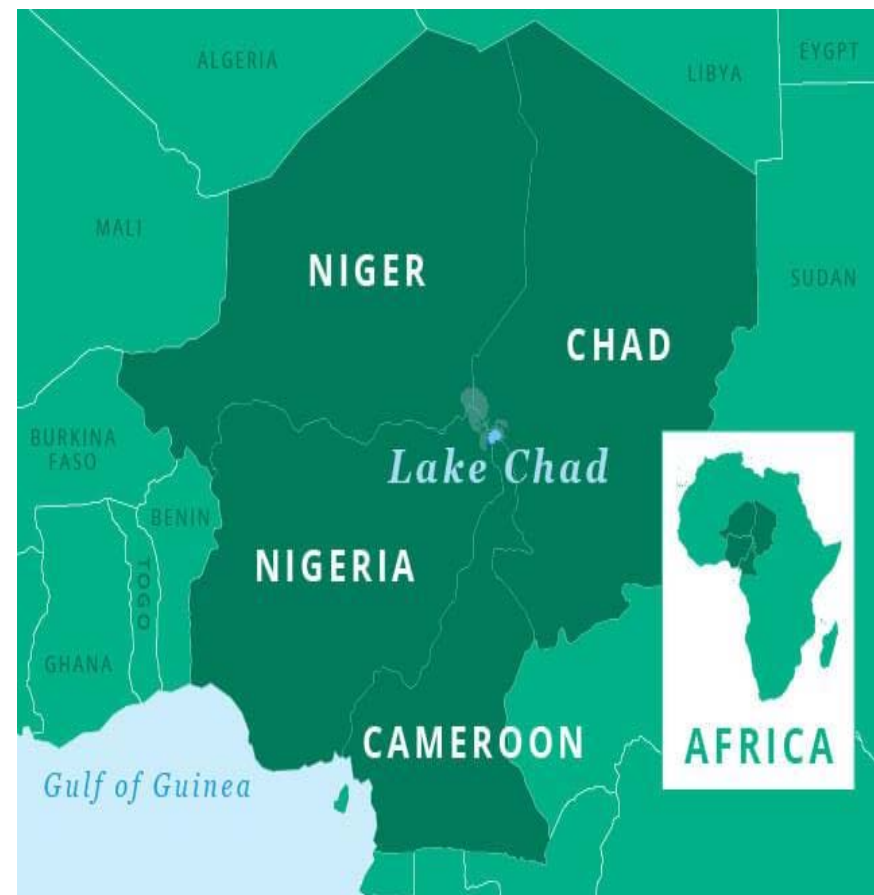 ALGERIA
LIBYA
EYGPT
MALI
NIGER
SUDAN
CHAD
BURKINA
FASO
Lake Chad
BENIN
NIGERIA
TOGO
GHANA
CAMEROON
AFRICA
Gulf of Guinea